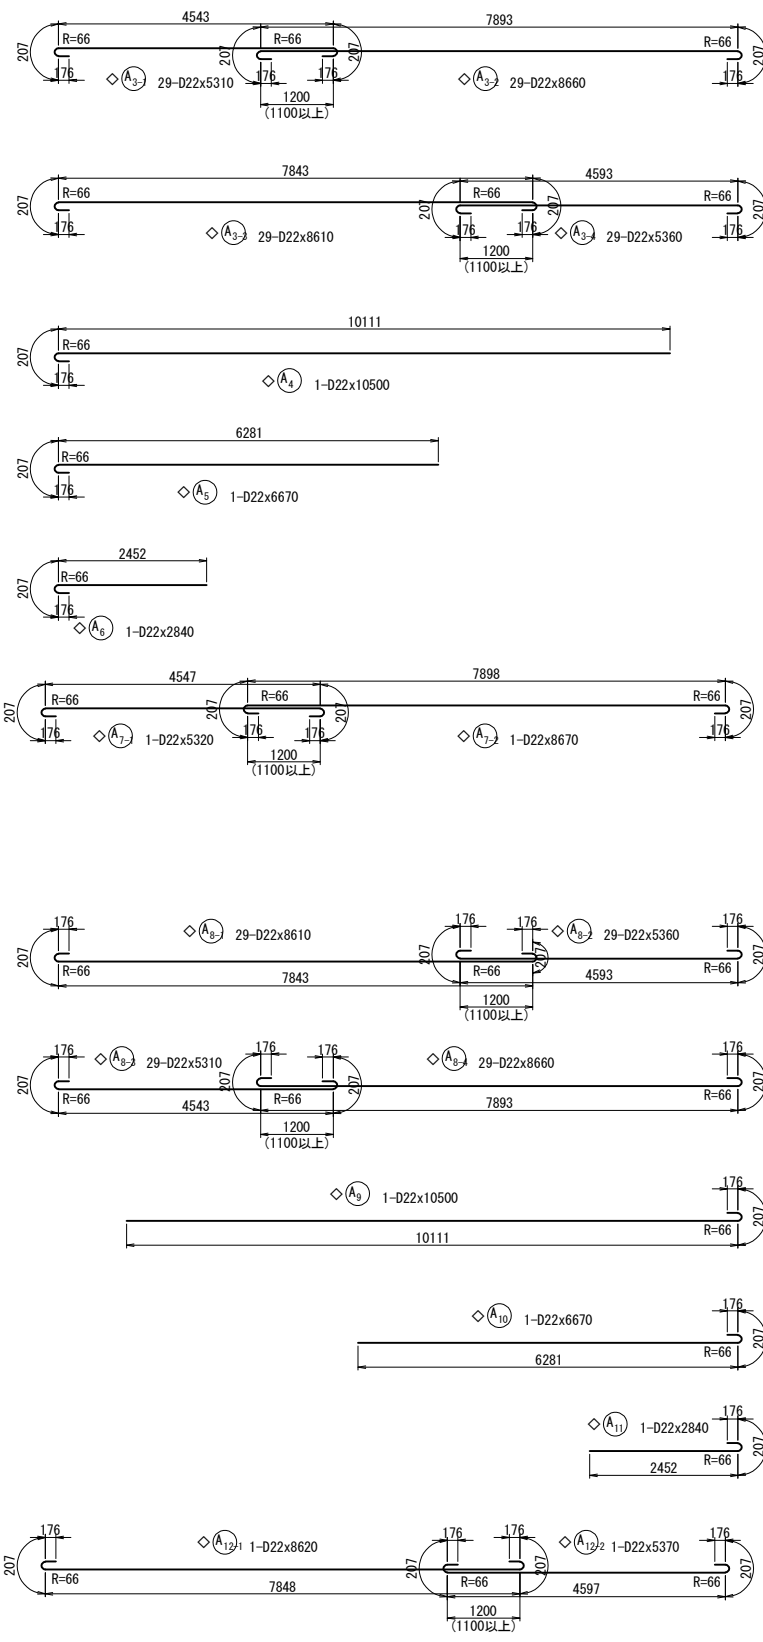 4543 7893
207 R=66 207 R=66 207 R=66 207
176 176 176 176
◇ A3-1 29-D22x5310 ◇ A3-2 29-D22x8660
1200
(1100以上)
7843 4593
207 R=66 207 R=66 207 R=66 207
176 176 176 176
◇ A3-3 29-D22x8610 ◇ A3-4 29-D22x5360
1200
(1100以上)
10111
207 R=66
176
◇ A4 1-D22x10500
6281
207 R=66
176
◇ A5 1-D22x6670
2452
207 R=66
176
◇ A6 1-D22x2840
4547 7898
207 R=66 207 R=66 207 R=66 207
176 176 176 176
◇ A7-1 1-D22x5320 ◇ A7-2 1-D22x8670
1200
(1100以上)
176 ◇ A8-1 29-D22x8610 176 176 ◇ A8-2 29-D22x5360 176
207 R=66 207 R=66 207 R=66 207
7843 4593
1200
(1100以上)
176 ◇ A8-3 29-D22x5310 176 176 ◇ A8-4 29-D22x8660 176
207 R=66 207 R=66 207 R=66 207
4543 7893
1200
(1100以上)
◇ A9 1-D22x10500 176
R=66 207
10111
◇ A10 1-D22x6670 176
R=66 207
6281
◇ A11 1-D22x2840 176
R=66 207
2452
176 ◇ A12-1 1-D22x8620 176 176 ◇ A12-2 1-D22x5370 176
207 R=66 207 R=66 207 R=66 207
7848 4597
1200
(1100以上)